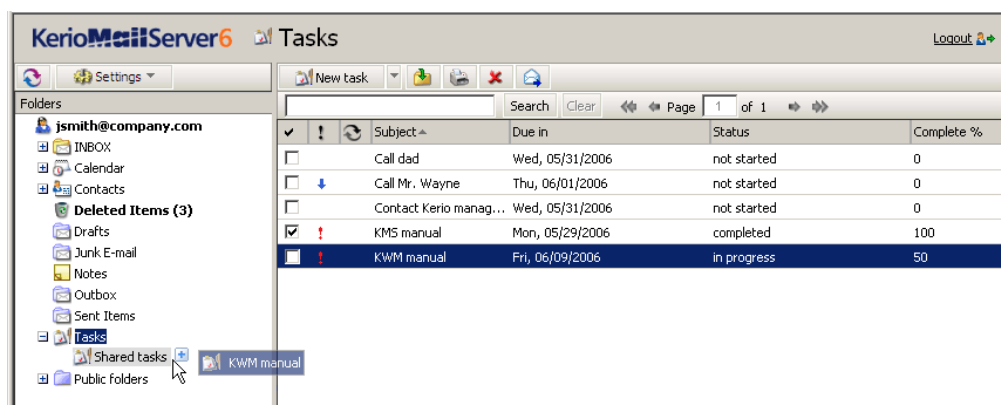 KerioMailServer6 Tasks Logout
Settings New task
Folders Search Clear Page 1 of 1
jsmith@company.com ! Subject Due in Status Complete %
INBOX Call dad Wed, 05/31/2006 not started 0
Calendar
Contacts Call Mr. Wayne Thu, 06/01/2006 not started 0
Deleted Items (3) Contact Kerio manag... Wed, 05/31/2006 not started 0
Drafts ! KMS manual Mon, 05/29/2006 completed 100
Junk E-mail ! KWM manual Fri, 06/09/2006 in progress 50
Notes
Outbox
Sent Items
Tasks
Shared tasks KWM manual
Public folders